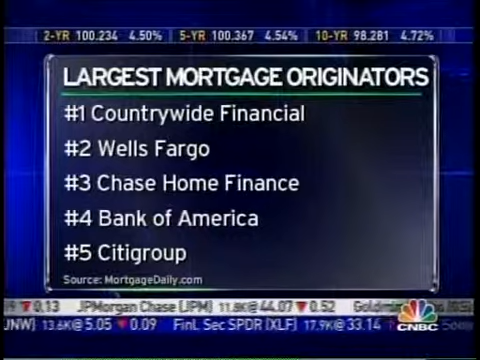 2-YR 100.234 4.50% 5-YR 100.367 4.54% 10-YR 98.281 4.72%
LARGEST MORTGAGE ORIGINATORS
#1 Countrywide Financial
#2 Wells Fargo
#3 Chase Home Finance
#4 Bank of America
#5 Citigroup
Source: MortgageDaily.com
▼0.13 JPMorgan Chase (JPM) 11.8K@44.07▼0.52
13.6K@5.05▼0.09 FinL Sec SPDR (XLF) 17.9K@33.14
CNBC